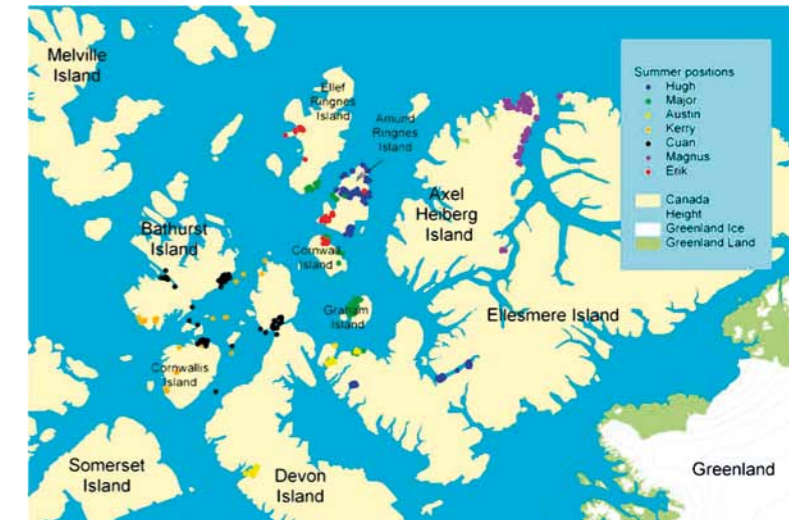 Melville
Island
Ellef
Ringnes
Island
Amund
Ringnes
Island
Summer positions
Hugh
Major
Austin
Kerry
Cuan
Magnus
Erik
Canada
Height
Greenland Ice
Greenland Land
Axel
Heiberg
Island
Bathurst
Island
Cornwall
Island
Graham
Island
Ellesmere Island
Cornwallis
Island
Somerset
Island
Devon
Island
Greenland